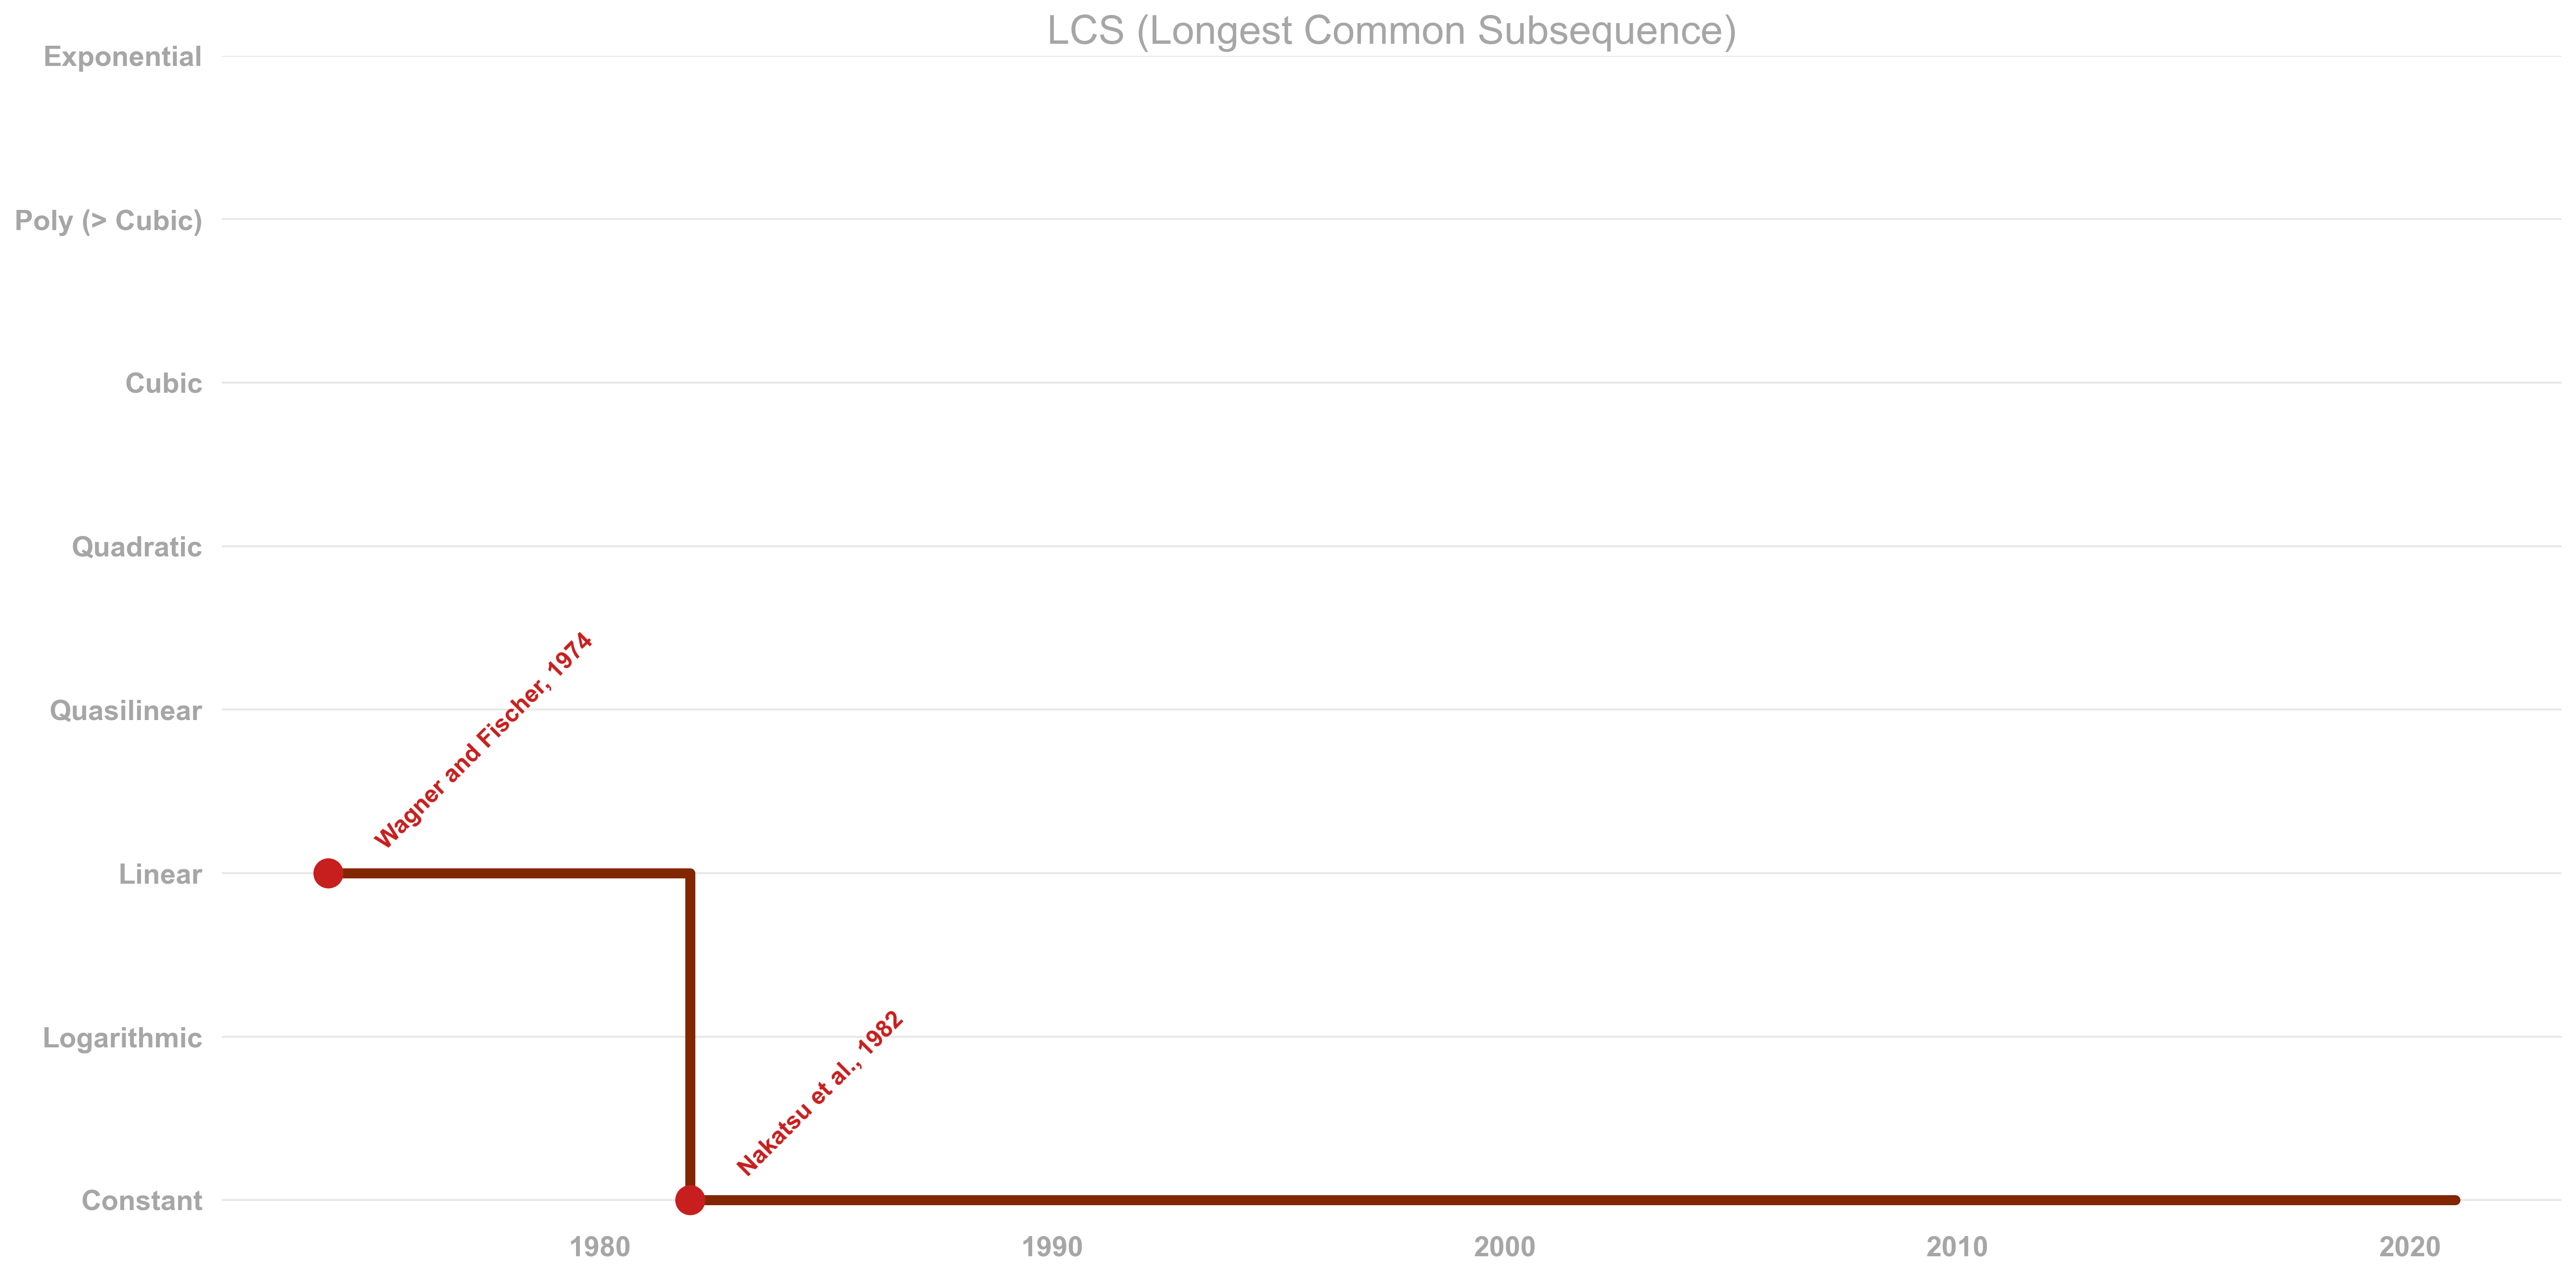 LCS (Longest Common Subsequence)
Exponential
Poly (> Cubic)
Cubic
Quadratic
Quasilinear
Linear
Logarithmic
Constant
Wagner and Fischer, 1974
Nakatsu et al., 1982
1980
1990
2000
2010
2020